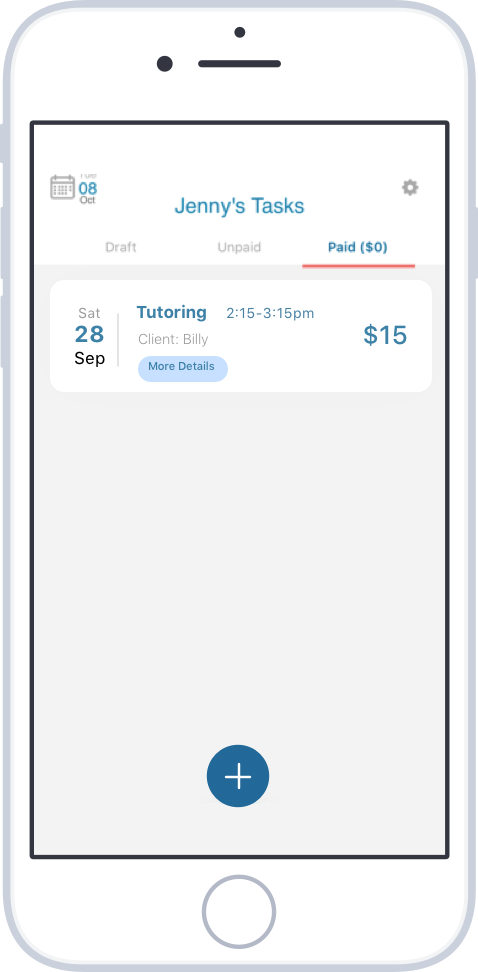 08
Oct
Jenny's Tasks
Draft
Unpaid
Paid ($0)
Sat
28
Sep
Tutoring 2:15-3:15pm
Client: Billy
More Details
$15